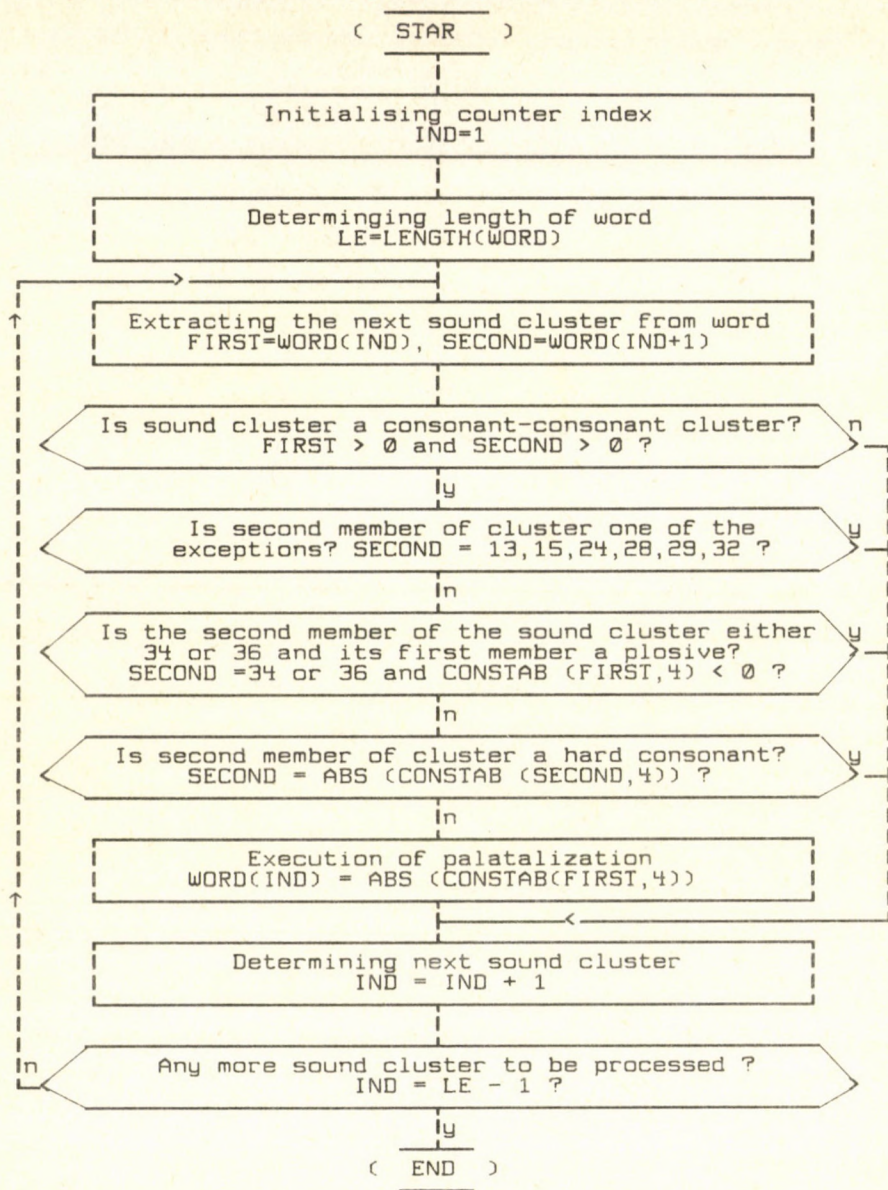 ( STAR )
Initialising counter index
IND=1
Determinging length of word
LE=LENGTH(WORD)
Extracting the next sound cluster from word
FIRST=WORD(IND), SECOND=WORD(IND+1)
Is sound cluster a consonant-consonant cluster? n
FIRST > 0 and SECOND > 0 ?
y
Is second member of cluster one of the y
exceptions? SECOND = 13,15,24,28,29,32 ?
n
Is the second member of the sound cluster either y
34 or 36 and its first member a plosive?
SECOND =34 or 36 and CONSTAB (FIRST,4) < 0 ?
n
Is second member of cluster a hard consonant? y
SECOND = ABS (CONSTAB (SECOND,4)) ?
n
Execution of palatalization
WORD(IND) = ABS (CONSTAB(FIRST,4))
Determining next sound cluster
IND = IND + 1
n Any more sound cluster to be processed ?
IND = LE - 1 ?
y
( END )